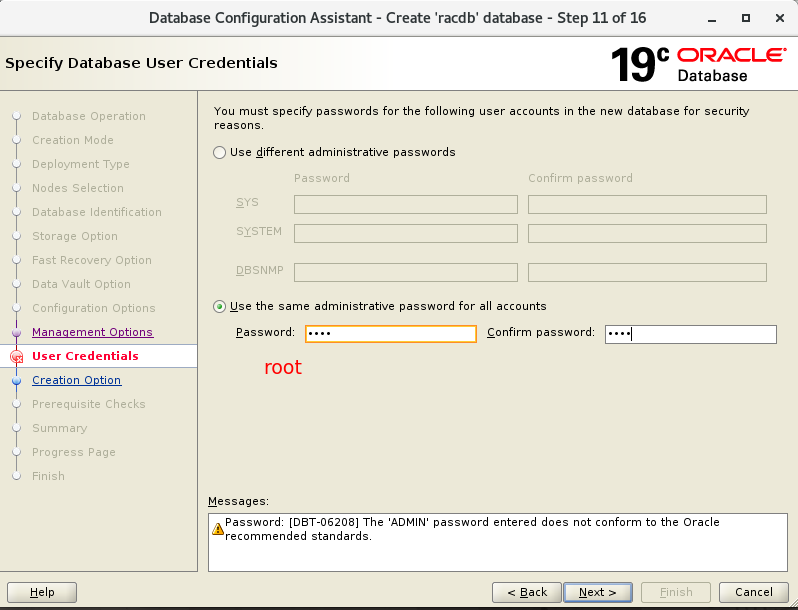 Database Configuration Assistant - Create 'racdb' database - Step 11 of 16
Specify Database User Credentials
19c ORACLE
Database
Database Operation
Creation Mode
Deployment Type
Nodes Selection
Database Identification
Storage Option
Fast Recovery Option
Data Vault Option
Configuration Options
Management Options
User Credentials
Creation Option
Prerequisite Checks
Summary
Progress Page
Finish
You must specify passwords for the following user accounts in the new database for security
reasons.
Use different administrative passwords
Password Confirm password
SYS
SYSTEM
DBSNMP
Use the same administrative password for all accounts
Password: •••• Confirm password: ••••
root
Messages:
Password: [DBT-06208] The 'ADMIN' password entered does not conform to the Oracle
recommended standards.
Help < Back Next > Finish Cancel